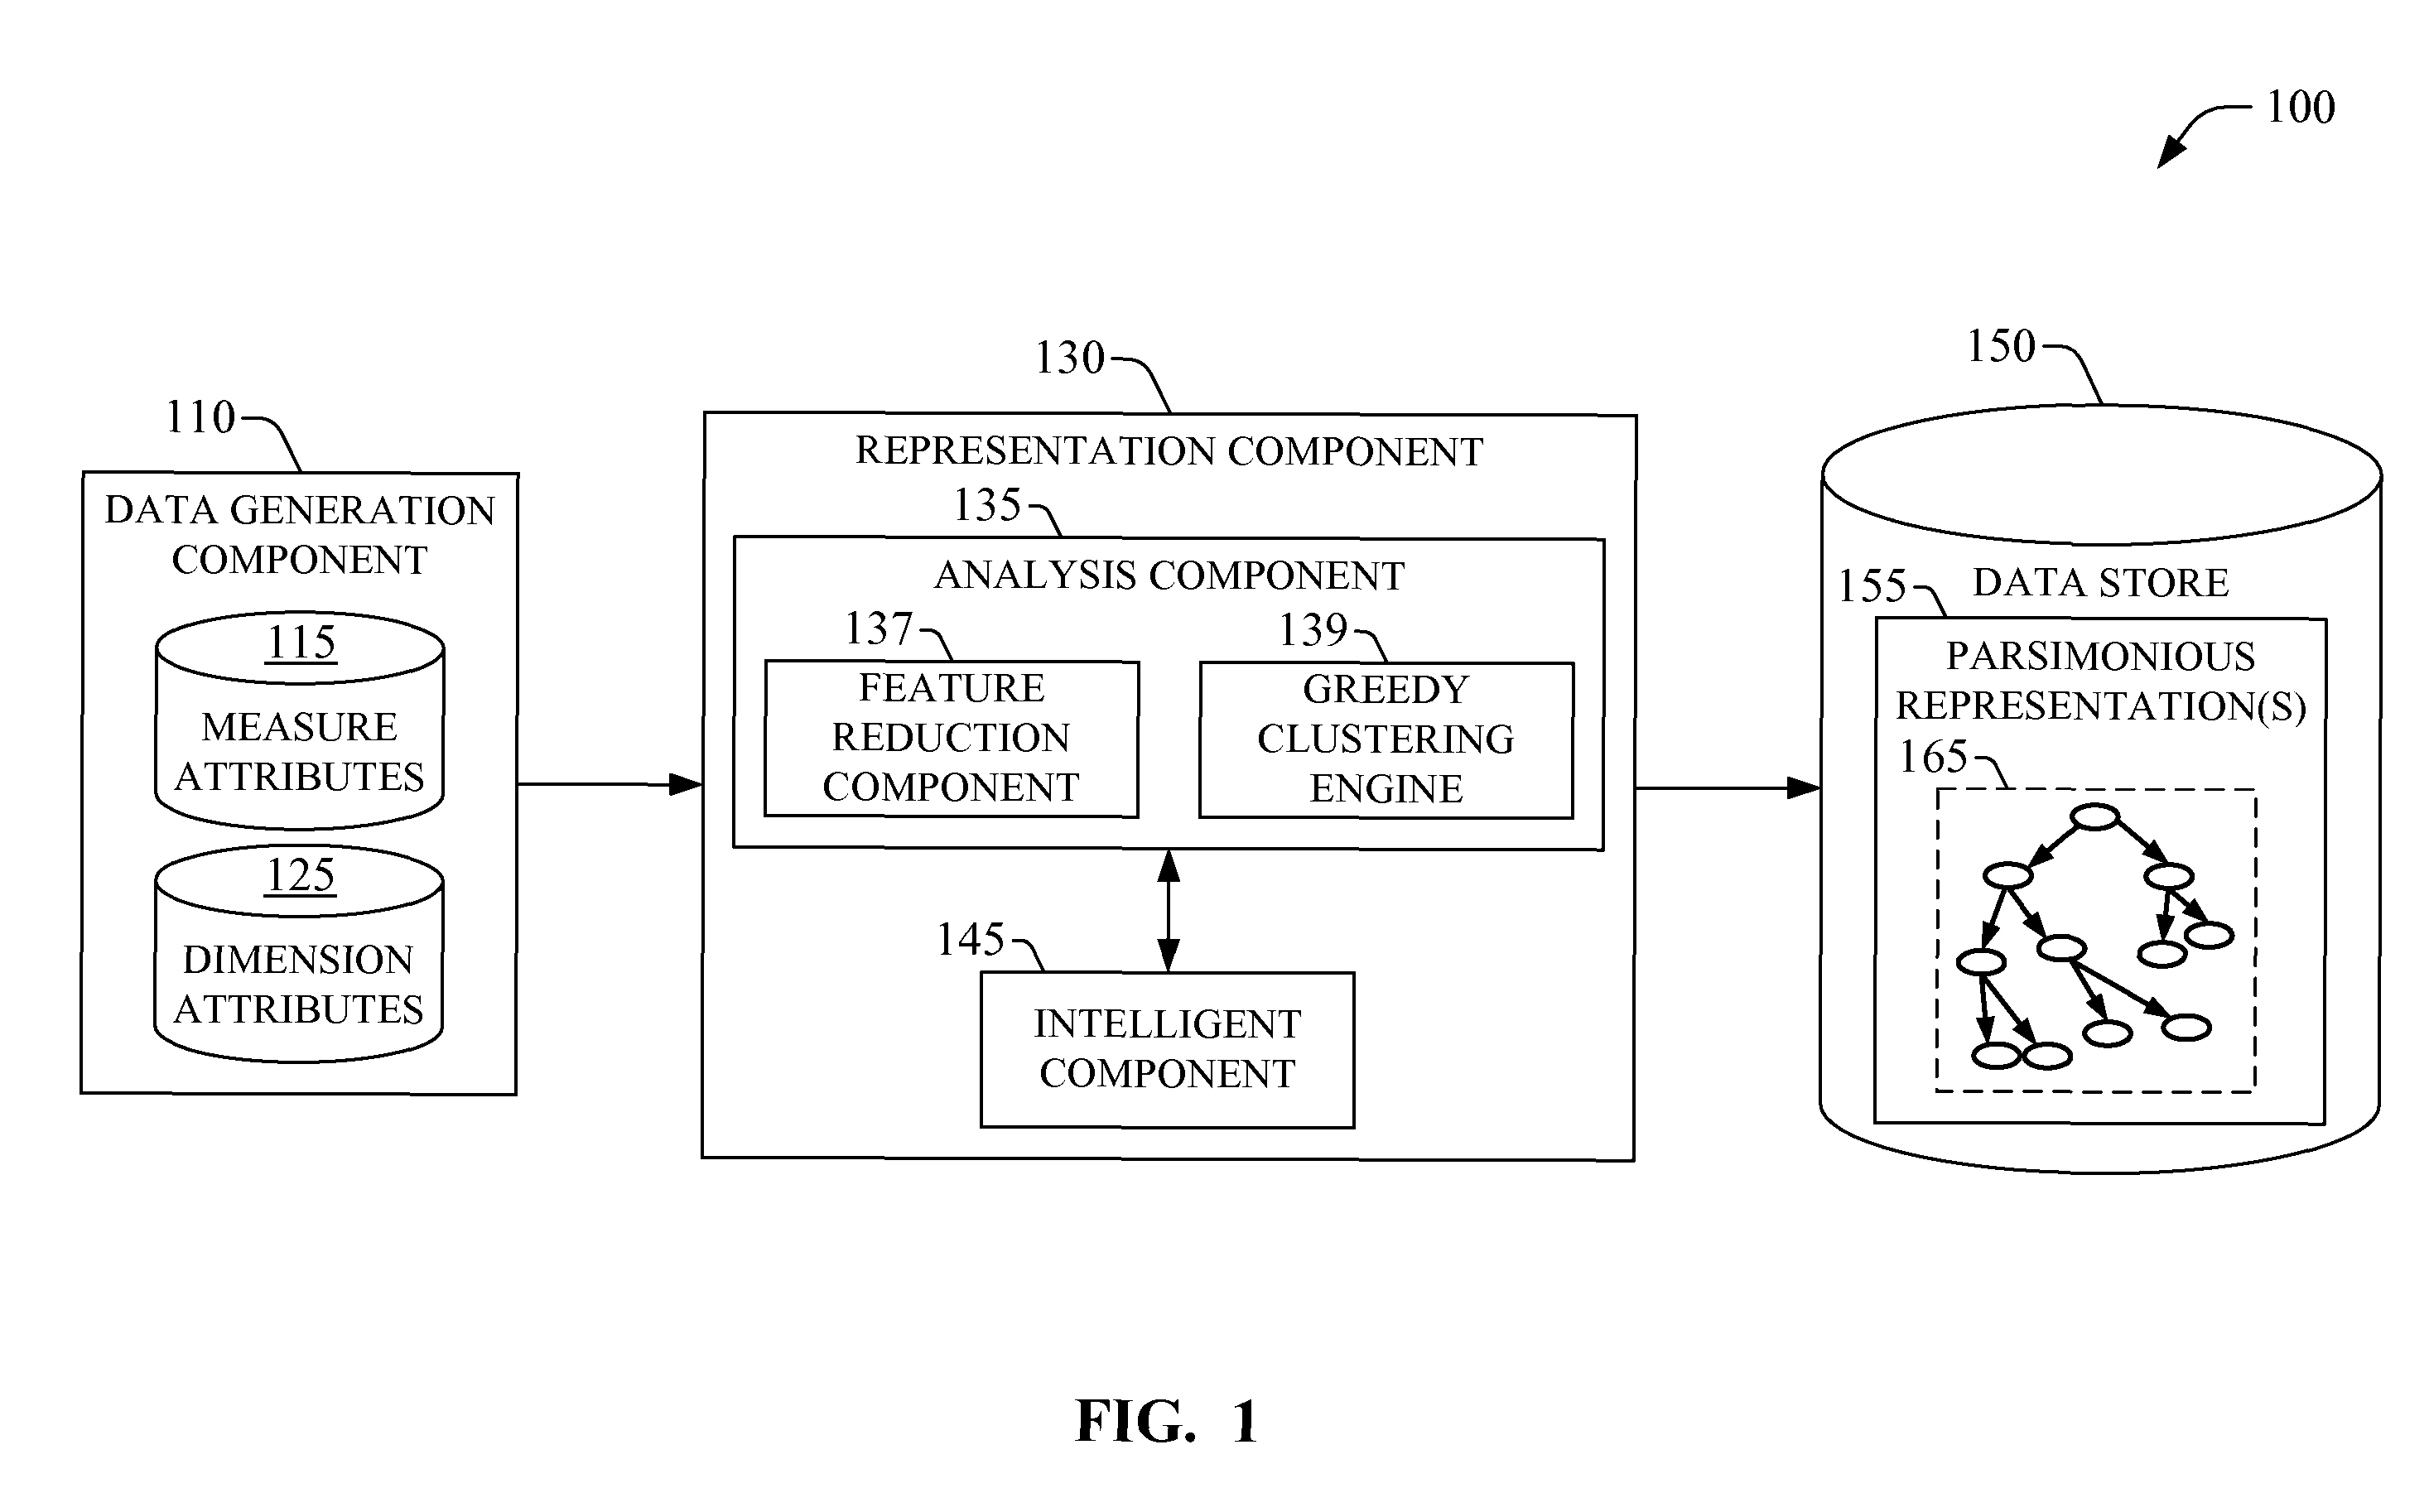 100
110
DATA GENERATION
COMPONENT
115
MEASURE
ATTRIBUTES
125
DIMENSION
ATTRIBUTES
130
REPRESENTATION COMPONENT
135
ANALYSIS COMPONENT
137
FEATURE
REDUCTION
COMPONENT
139
GREEDY
CLUSTERING
ENGINE
145
INTELLIGENT
COMPONENT
150
DATA STORE
155
PARSIMONIOUS
REPRESENTATION(S)
165
FIG. 1